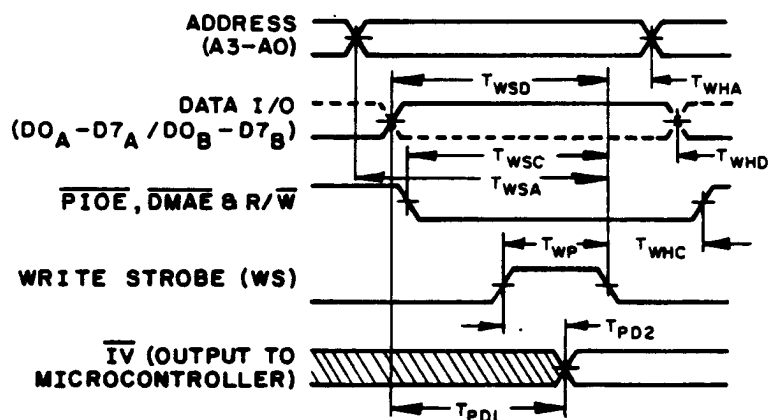 ADDRESS
(A3-A0)
TWSD
TWHA
DATA I/O
(D0A-D7A/D0B-D7B)
TWSC
TWHD
TWSA
PIOE, DMAE & R/W
TWP
TWHC
WRITE STROBE (WS)
TPD2
IV (OUTPUT TO
MICROCONTROLLER)
TPD1